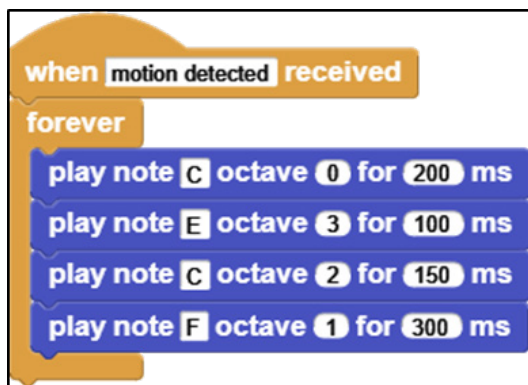 when motion detected received
forever
play note C octave 0 for 200 ms
play note E octave 3 for 100 ms
play note C octave 2 for 150 ms
play note F octave 1 for 300 ms